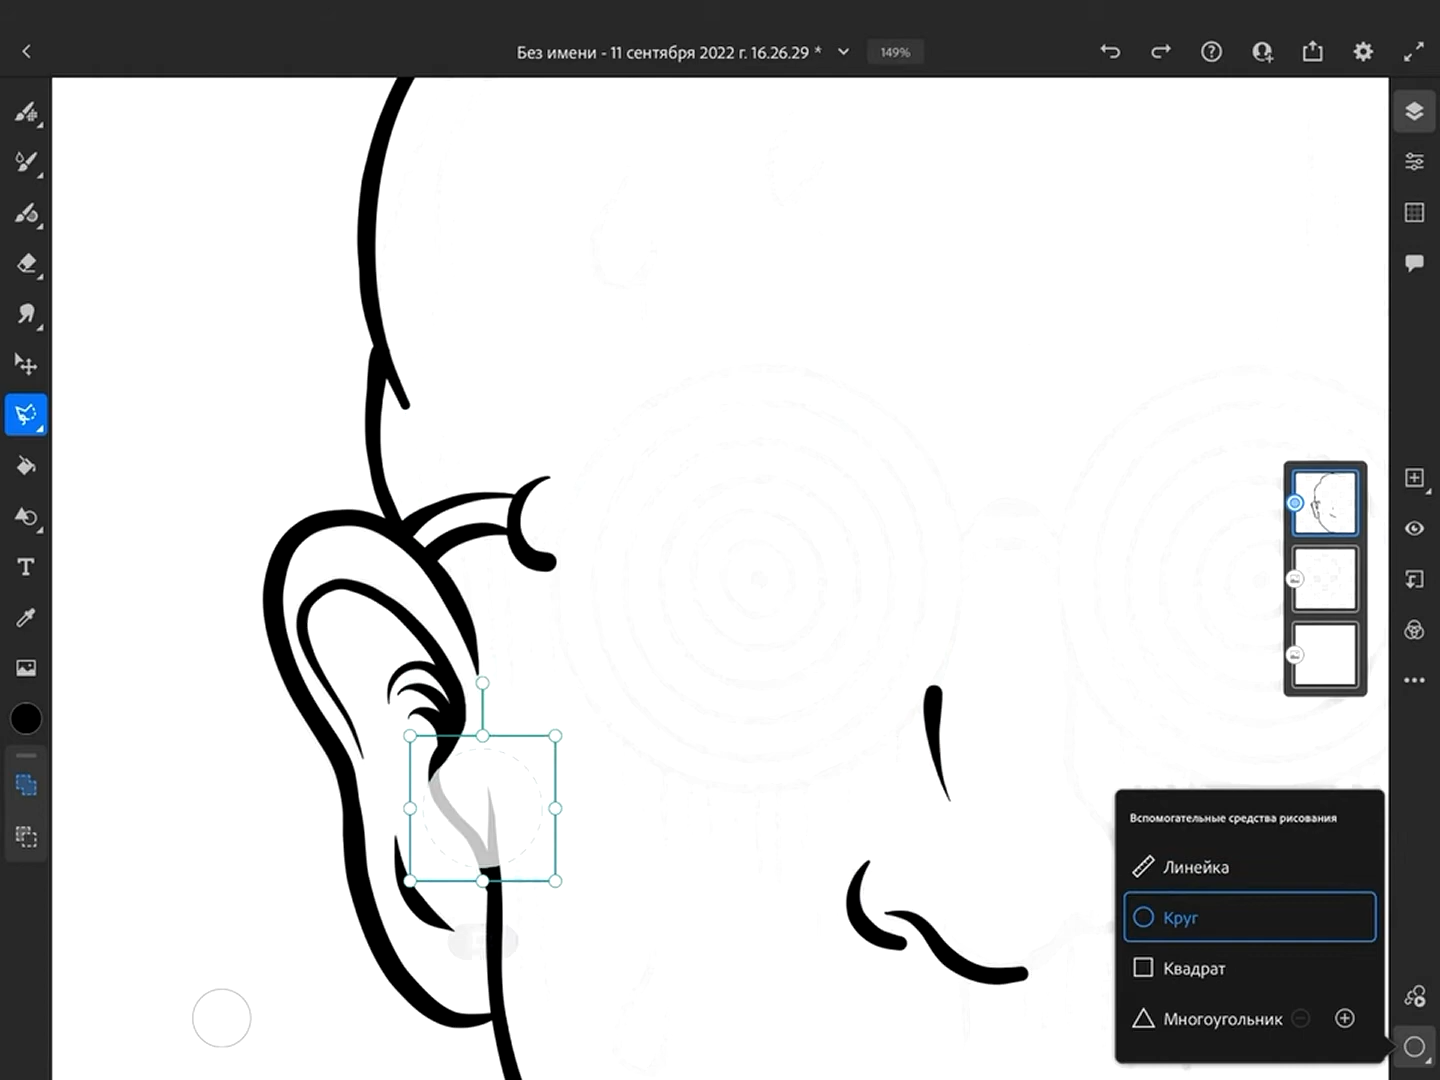 Без имени - 11 сентября 2022 г. 16.26.29 *
149%
T
Вспомогательные средства рисования
Линейка
Круг
Квадрат
Многоугольник